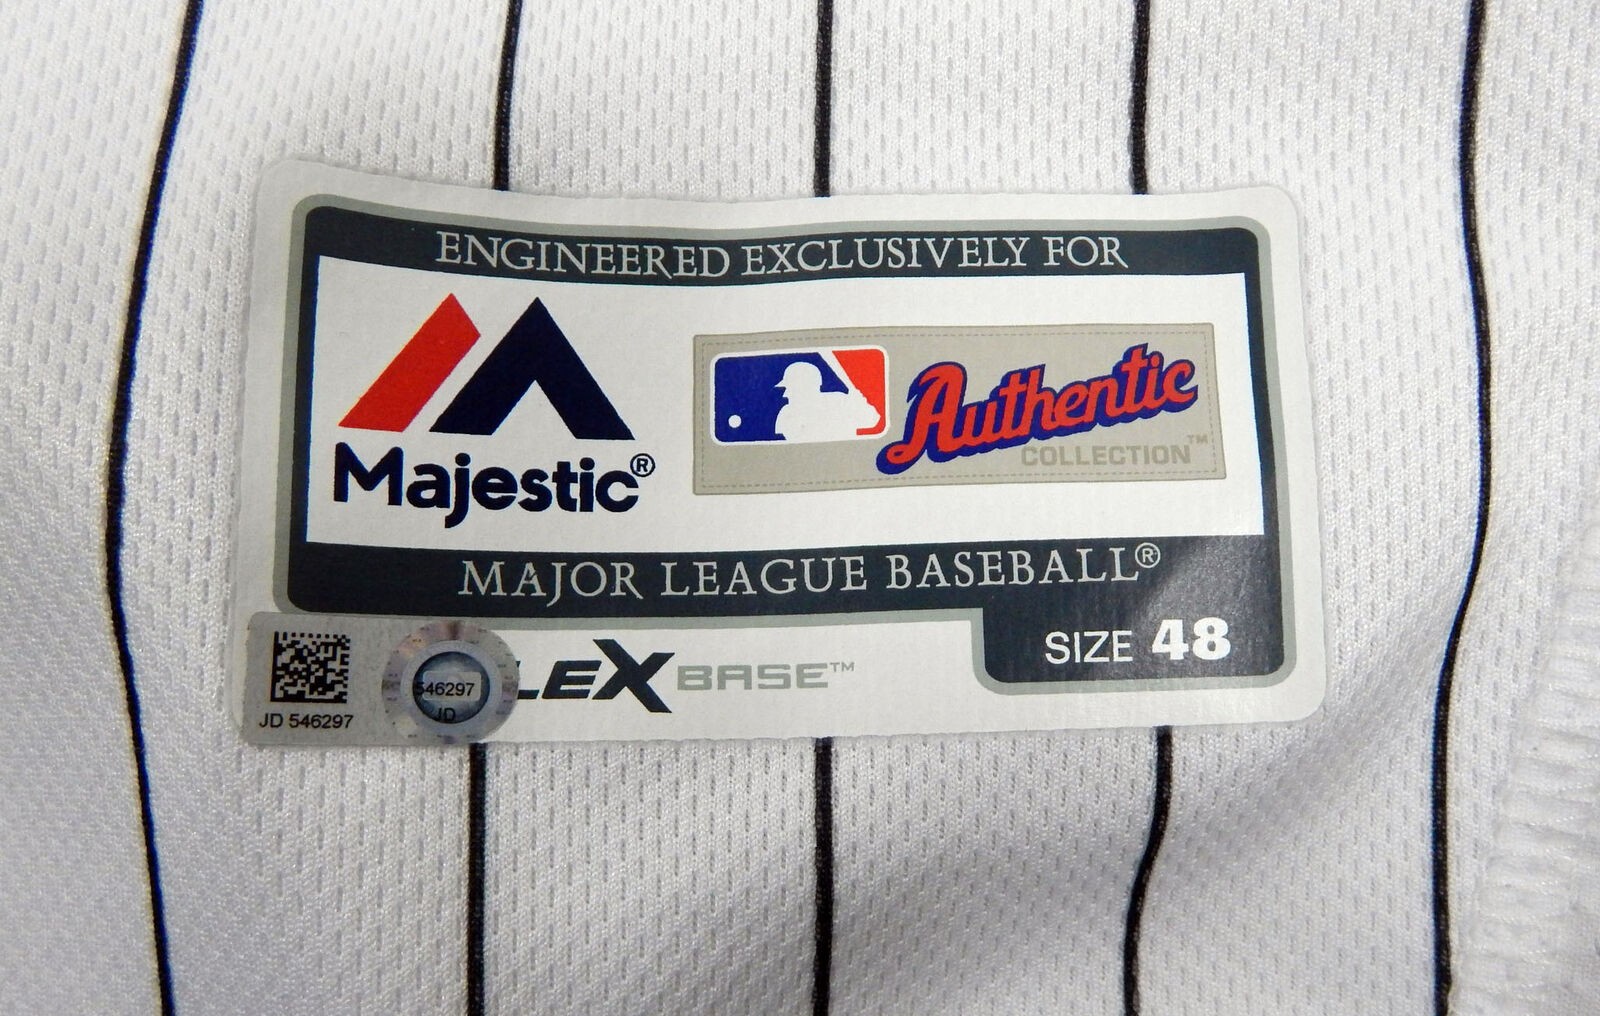 ENGINEERED EXCLUSIVELY FOR
Majestic®
Authentic
COLLECTION™
MAJOR LEAGUE BASEBALL®
SIZE 48
LEX BASE™
546297
JD
JD 546297